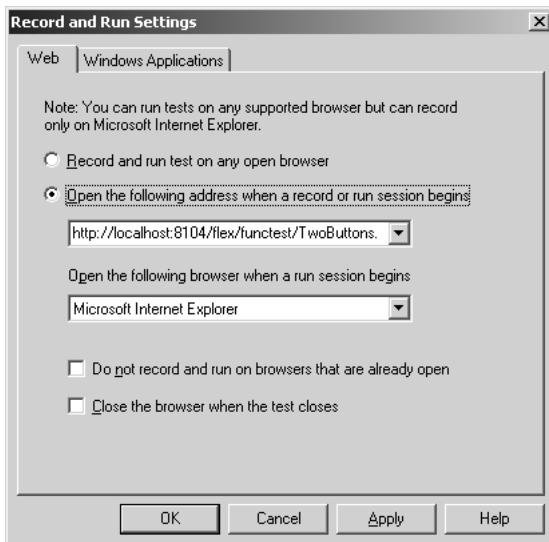 Record and Run Settings
Web
Windows Applications
Note: You can run tests on any supported browser but can record
only on Microsoft Internet Explorer.
Record and run test on any open browser
Open the following address when a record or run session begins
http://localhost:8104/flex/functest/TwoButtons.
Open the following browser when a run session begins
Microsoft Internet Explorer
Do not record and run on browsers that are already open
Close the browser when the test closes
OK
Cancel
Apply
Help